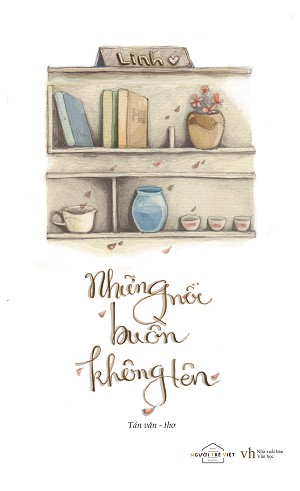 Linh
Những nỗi
buồn
không tên
Tản văn - thơ
NGƯỜI TRẺ VIỆT
vh Nhà xuất bản
Văn học